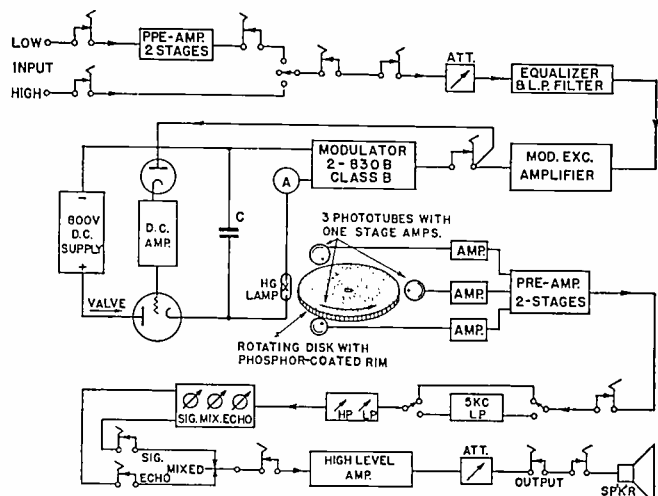 LOW
PPE-AMP.
2 STAGES
INPUT
HIGH
ATT.
EQUALIZER
& L.P. FILTER
MODULATOR
2-830B
CLASS B
MOD. EXC.
AMPLIFIER
A
-
800V
D.C.
SUPPLY
+
D.C.
AMP.
C
VALVE
HG
LAMP
3 PHOTOTUBES WITH
ONE STAGE AMPS.
AMP.
AMP.
AMP.
PRE-AMP.
2-STAGES
ROTATING DISK WITH
PHOSPHOR-COATED RIM
SIG. MIX. ECHO
HP LP
5KC
LP
SIG.
MIXED
ECHO
HIGH LEVEL
AMP.
ATT.
OUTPUT
SP'K'R